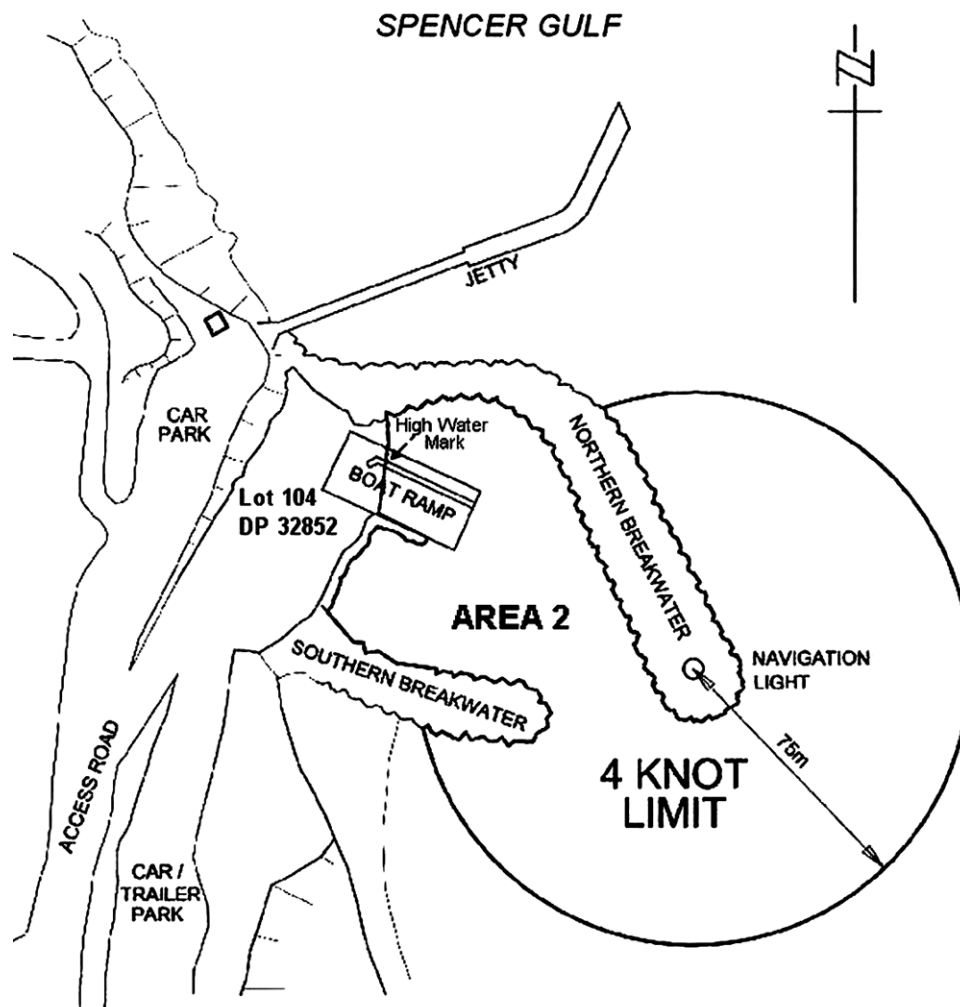 SPENCER GULF
N
JETTY
CAR
PARK
High Water
Mark
BOAT RAMP
Lot 104
DP 32852
NORTHERN BREAKWATER
AREA 2
SOUTHERN BREAKWATER
NAVIGATION
LIGHT
75m
4 KNOT
LIMIT
ACCESS ROAD
CAR /
TRAILER
PARK